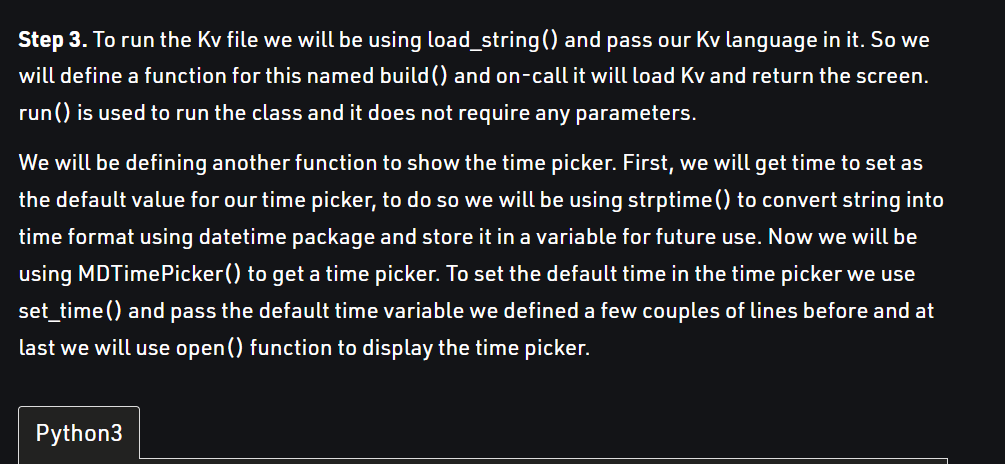 Step 3. To run the Kv file we will be using load_string() and pass our Kv language in it. So we
will define a function for this named build() and on-call it will load Kv and return the screen.
run() is used to run the class and it does not require any parameters.
We will be defining another function to show the time picker. First, we will get time to set as
the default value for our time picker, to do so we will be using strptime() to convert string into
time format using datetime package and store it in a variable for future use. Now we will be
using MDTimePicker() to get a time picker. To set the default time in the time picker we use
set_time() and pass the default time variable we defined a few couples of lines before and at
last we will use open() function to display the time picker.
Python3